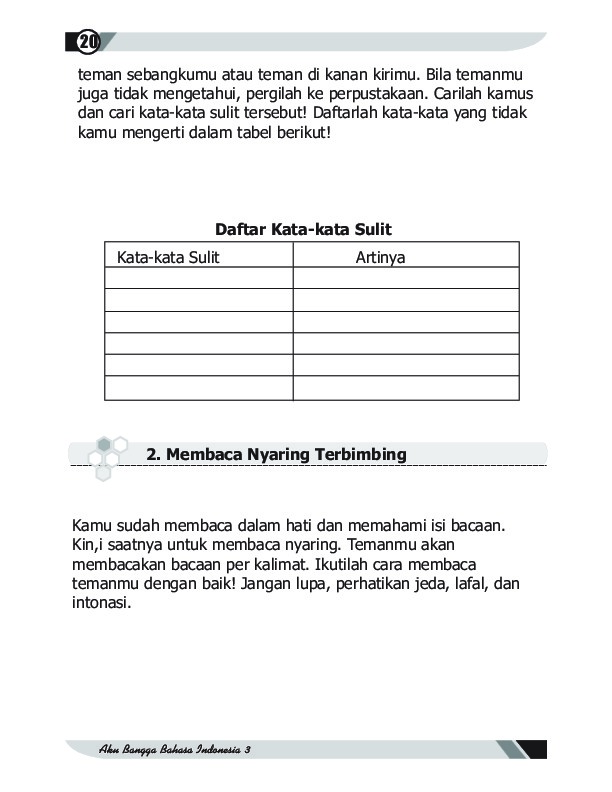 20
teman sebangkumu atau teman di kanan kirimu. Bila temanmu
juga tidak mengetahui, pergilah ke perpustakaan. Carilah kamus
dan cari kata-kata sulit tersebut! Daftarlah kata-kata yang tidak
kamu mengerti dalam tabel berikut!
Daftar Kata-kata Sulit
Kata-kata Sulit Artinya
2. Membaca Nyaring Terbimbing
Kamu sudah membaca dalam hati dan memahami isi bacaan.
Kin,i saatnya untuk membaca nyaring. Temanmu akan
membacakan bacaan per kalimat. Ikutilah cara membaca
temanmu dengan baik! Jangan lupa, perhatikan jeda, lafal, dan
intonasi.
Aku Bangga Bahasa Indonesia 3